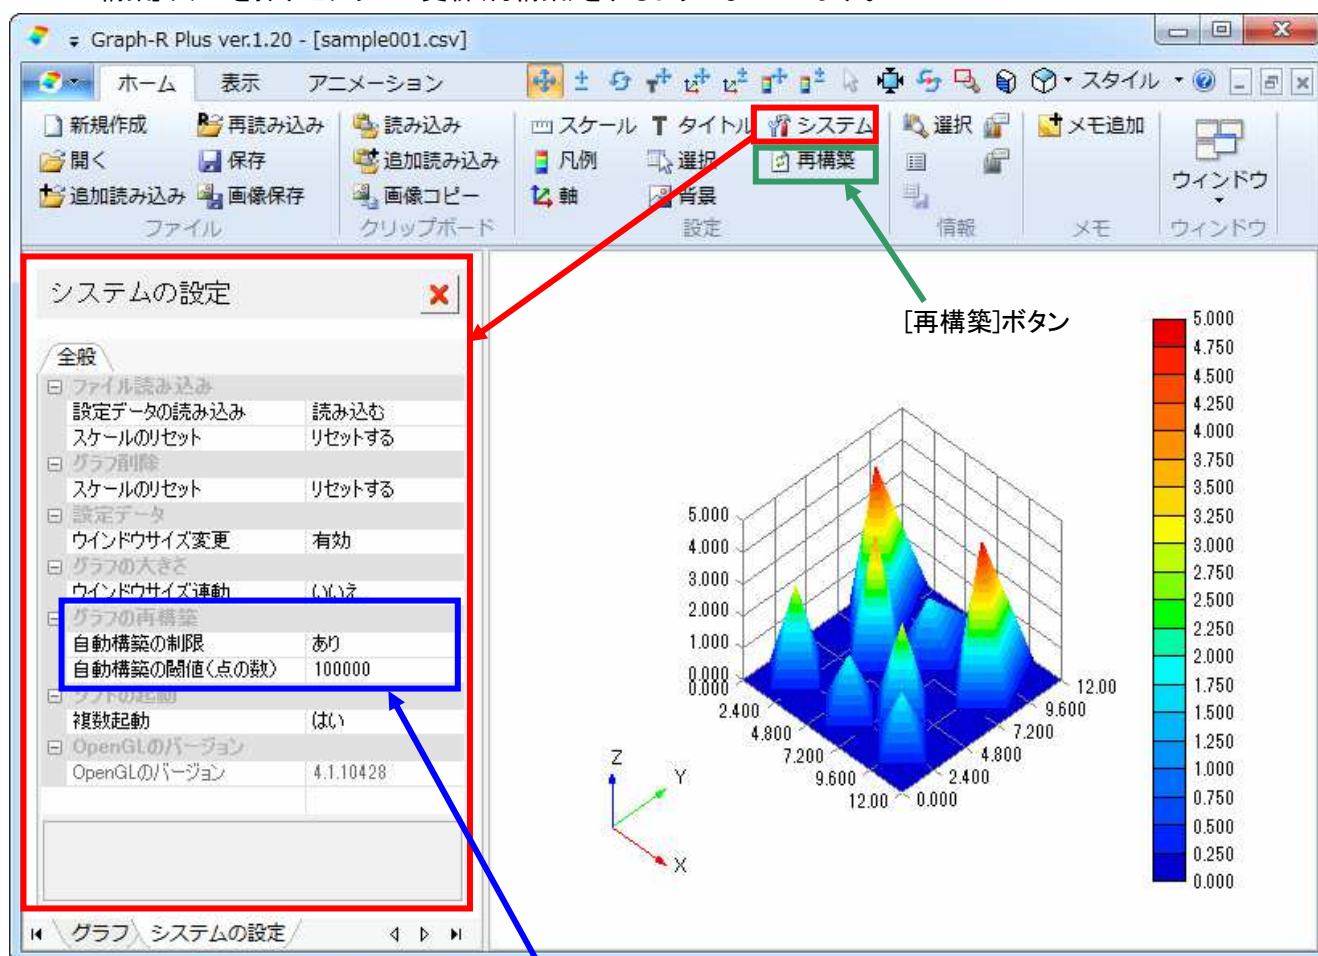 Graph-R Plus ver.1.20 - [sample001.csv]
ホーム 表示 アニメーション スタイル
新規作成 再読み込み 読み込み スケール タイトル システム 選択 メモ追加
開く 保存 追加読み込み 凡例 選択 再構築
追加読み込み 画像保存 画像コピー 軸 背景 ウィンドウ
ファイル クリップボード 設定 情報 メモ ウィンドウ
システムの設定
[再構築]ボタン
全般
ファイル読み込み
設定データの読み込み 読み込む
スケールのリセット リセットする
グラフ削除
スケールのリセット リセットする
設定データ
ウインドウサイズ変更 有効
グラフの大きさ
ウインドウサイズ連動 いいえ
グラフの再構築
自動構築の制限 あり
自動構築の閾値(点の数) 100000
ソフトの起動
複数起動 はい
OpenGLのバージョン
OpenGLのバージョン 4.1.10428
グラフ システムの設定
5.000
4.000
3.000
2.000
1.000
0.000
0.000
2.400
4.800
7.200
9.600
12.00
0.000
2.400
4.800
7.200
9.600
12.00
Z
Y
X
5.000
4.750
4.500
4.250
4.000
3.750
3.500
3.250
3.000
2.750
2.500
2.250
2.000
1.750
1.500
1.250
1.000
0.750
0.500
0.250
0.000